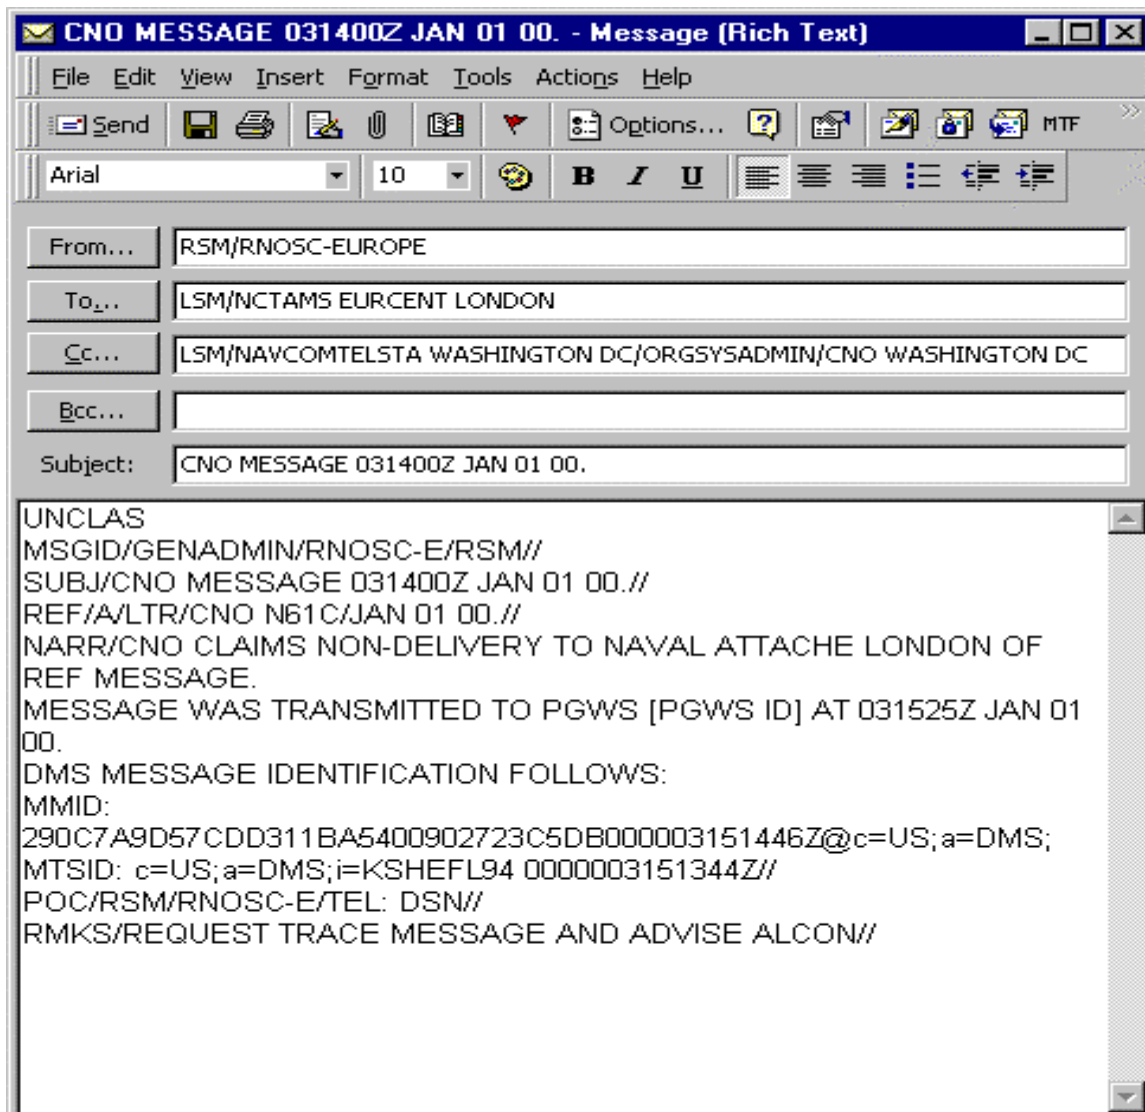 CNO MESSAGE 031400Z JAN 01 00. - Message (Rich Text)
File Edit View Insert Format Tools Actions Help
Send Options... MTF
Arial 10 B I U
From... RSM/RNOSC-EUROPE
To... LSM/NCTAMS EURCENT LONDON
Cc... LSM/NAVCOMTELSTA WASHINGTON DC/ORGSYSADMIN/CNO WASHINGTON DC
Bcc...
Subject: CNO MESSAGE 031400Z JAN 01 00.
UNCLAS
MSGID/GENADMIN/RNOSC-E/RSM//
SUBJ/CNO MESSAGE 031400Z JAN 01 00.//
REF/A/LTR/CNO N61C/JAN 01 00.//
NARR/CNO CLAIMS NON-DELIVERY TO NAVAL ATTACHE LONDON OF
REF MESSAGE.
MESSAGE WAS TRANSMITTED TO PGWS [PGWS ID] AT 031525Z JAN 01
00.
DMS MESSAGE IDENTIFICATION FOLLOWS:
MMID:
290C7A9D57CDD311BA5400902723C5DB000003151446Z@c=US;a=DMS;
MTSID: c=US;a=DMS;i=KSHEFL94 0000003151344Z//
POC/RSM/RNOSC-E/TEL: DSN//
RMKS/REQUEST TRACE MESSAGE AND ADVISE ALCON//